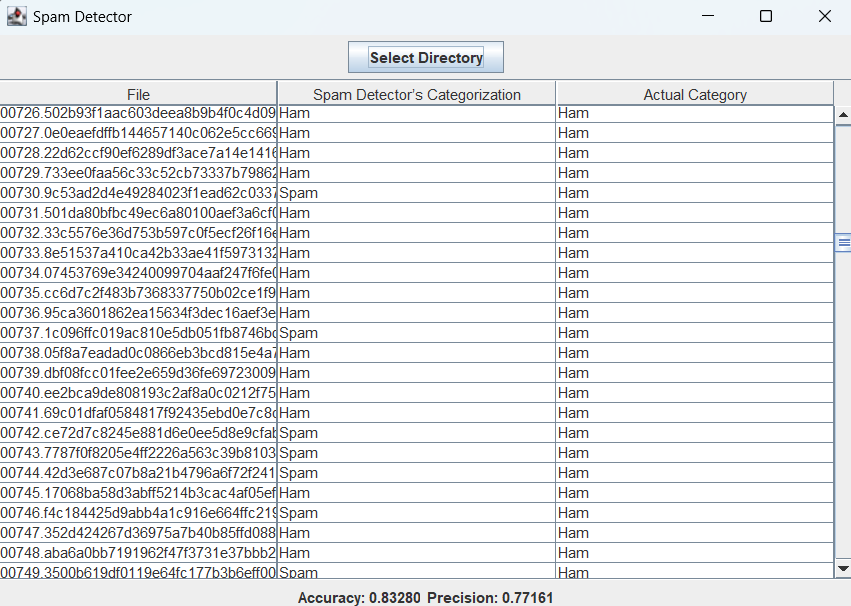 Spam Detector
Select Directory
File Spam Detector's Categorization Actual Category
00726.502b93f1aac603deea8b9b4f0c4d09 Ham Ham
00727.0e0eaefdffb144657140c062e5cc669 Ham Ham
00728.22d62ccf90ef6289df3ace7a14e1416 Ham Ham
00729.733ee0faa56c33c52cb73337b79862 Ham Ham
00730.9c53ad2d4e49284023f1ead62c0337 Spam Ham
00731.501da80bfbc49ec6a80100aef3a6cf0 Ham Ham
00732.33c5576e36d753b597c0f5ecf26f16e Ham Ham
00733.8e51537a410ca42b33ae41f5973132 Ham Ham
00734.07453769e34240099704aaf247f6fe0 Ham Ham
00735.cc6d7c2f483b7368337750b02ce1f9 Ham Ham
00736.95ca3601862ea15634f3dec16aef3e Ham Ham
00737.1c096ffc019ac810e5db051fb8746bc Spam Ham
00738.05f8a7eadad0c0866eb3bcd815e4a7 Ham Ham
00739.dbf08fcc01fee2e659d36fe69723009 Ham Ham
00740.ee2bca9de808193c2af8a0c0212f75 Ham Ham
00741.69c01dfaf0584817f92435ebd0e7c8c Ham Ham
00742.ce72d7c8245e881d6e0ee5d8e9cfab Spam Ham
00743.7787f0f8205e4ff2226a563c39b8103 Spam Ham
00744.42d3e687c07b8a21b4796a6f72f241 Spam Ham
00745.17068ba58d3abff5214b3cac4af05ef Ham Ham
00746.f4c184425d9abb4a1c916e664ffc219 Spam Ham
00747.352d424267d36975a7b40b85ffd088 Ham Ham
00748.aba6a0bb7191962f47f3731e37bbb2 Ham Ham
00749.3500b619df0119e64fc177b3b6eff00 Spam Ham
Accuracy: 0.83280 Precision: 0.77161